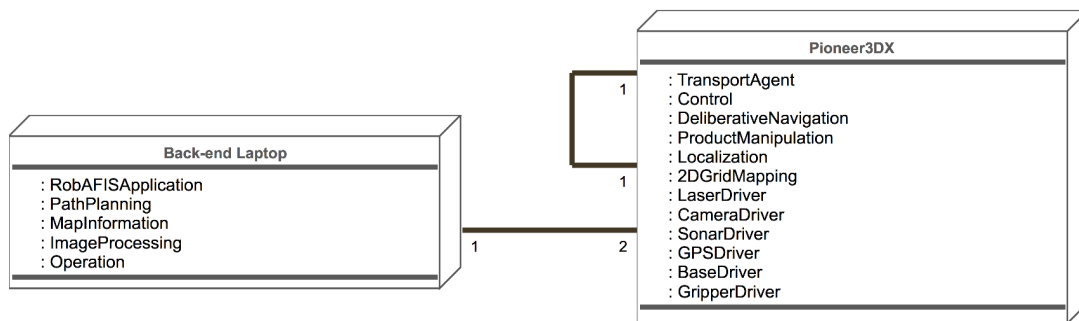 Back-end Laptop
: RobAFISApplication
: PathPlanning
: MapInformation
: ImageProcessing
: Operation
1
2
1
1
Pioneer3DX
: TransportAgent
: Control
: DeliberativeNavigation
: ProductManipulation
: Localization
: 2DGridMapping
: LaserDriver
: CameraDriver
: SonarDriver
: GPSDriver
: BaseDriver
: GripperDriver